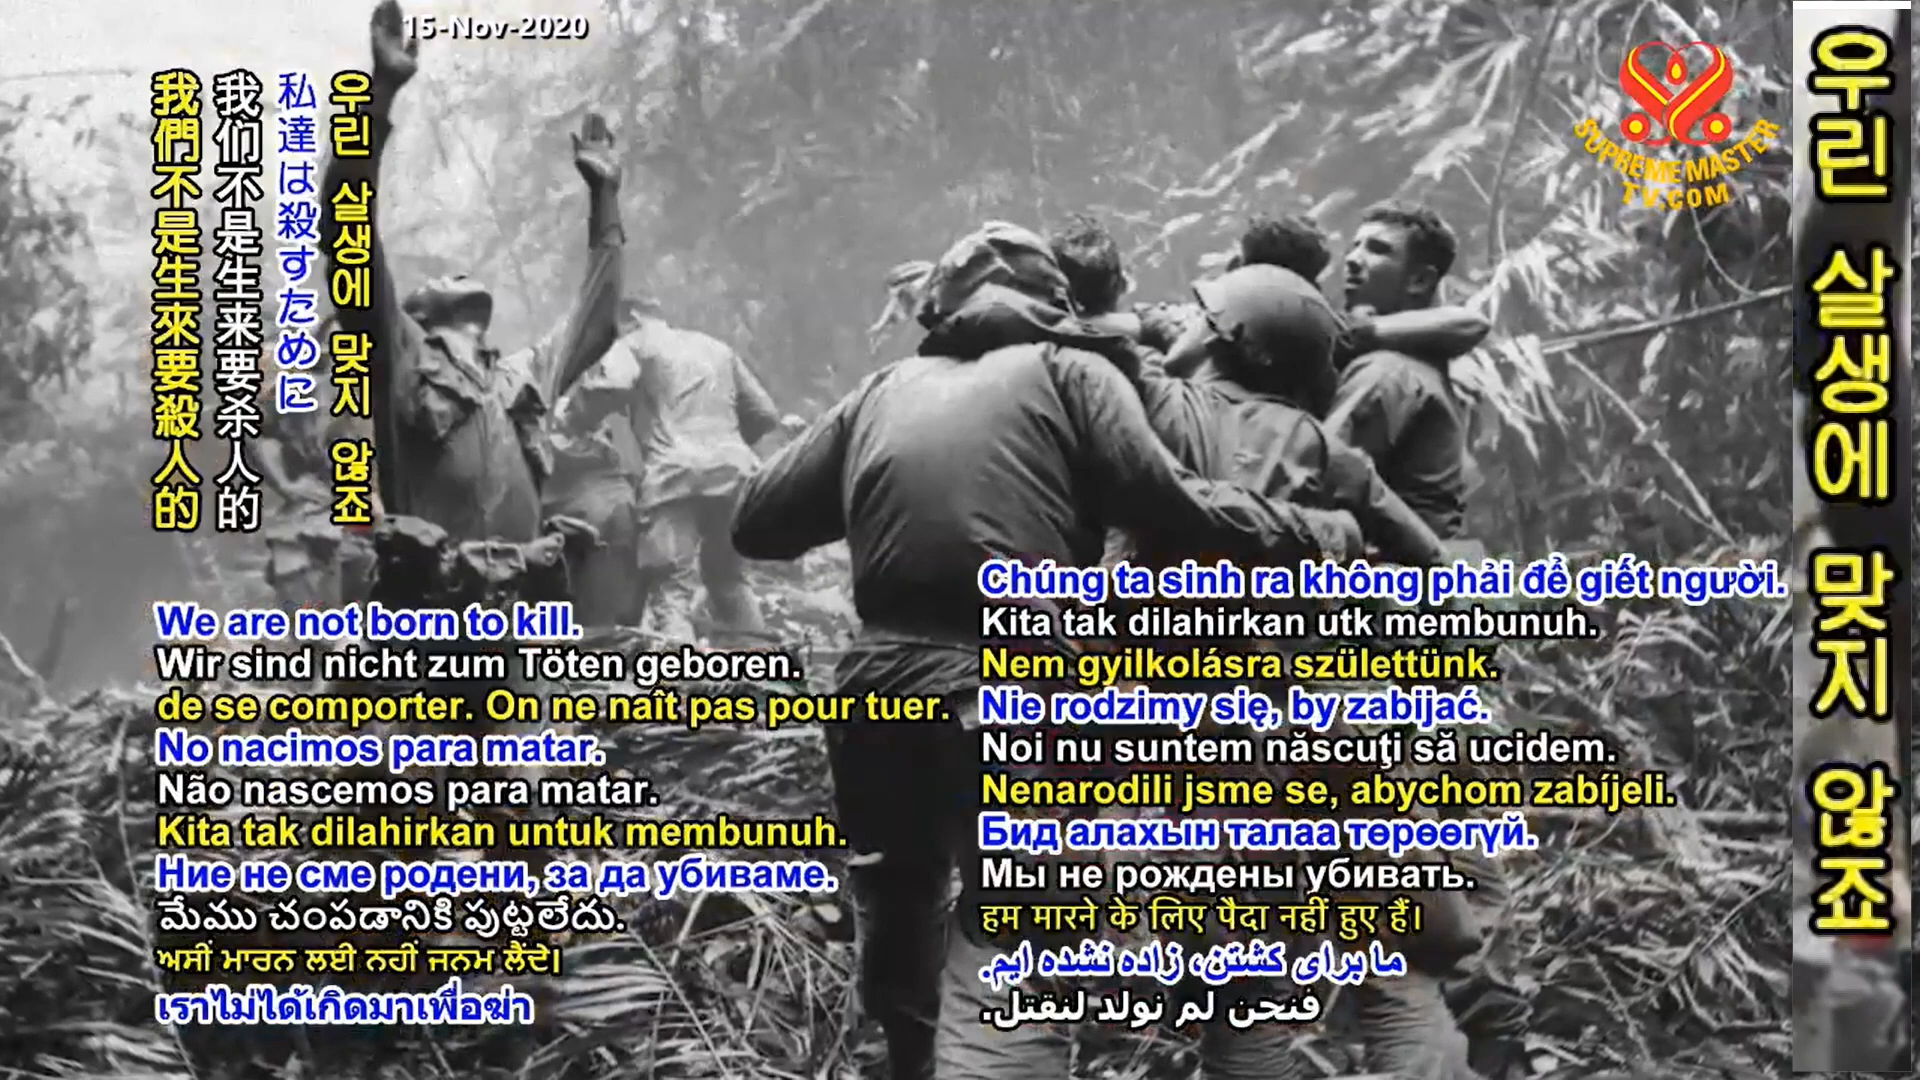 15-Nov-2020
SUPREME MASTER
TV.COM
우린 살생에 맞지 않죠
우린 살생에 맞지 않죠
私達は殺すために
我们不是生来要杀人的
我們不是生來要殺人的
We are not born to kill.
Wir sind nicht zum Töten geboren.
de se comporter. On ne naît pas pour tuer.
No nacimos para matar.
Não nascemos para matar.
Kita tak dilahirkan untuk membunuh.
Ние не сме родени, за да убиваме.
మేము చంపడానికి పుట్టలేదు.
ਅਸੀਂ ਮਾਰਨ ਲਈ ਨਹੀਂ ਜਨਮ ਲੈਂਦੇ।
เราไม่ได้เกิดมาเพื่อฆ่า
Chúng ta sinh ra không phải để giết người.
Kita tak dilahirkan utk membunuh.
Nem gyilkolásra születtünk.
Nie rodzimy się, by zabijać.
Noi nu suntem născuţi să ucidem.
Nenarodili jsme se, abychom zabíjeli.
Бид алахын талаа төрөөгүй.
Мы не рождены убивать.
हम मारने के लिए पैदा नहीं हुए हैं।
ما برای کشتن، زاده نشده ایم.
فنحن لم نولد لنقتل.